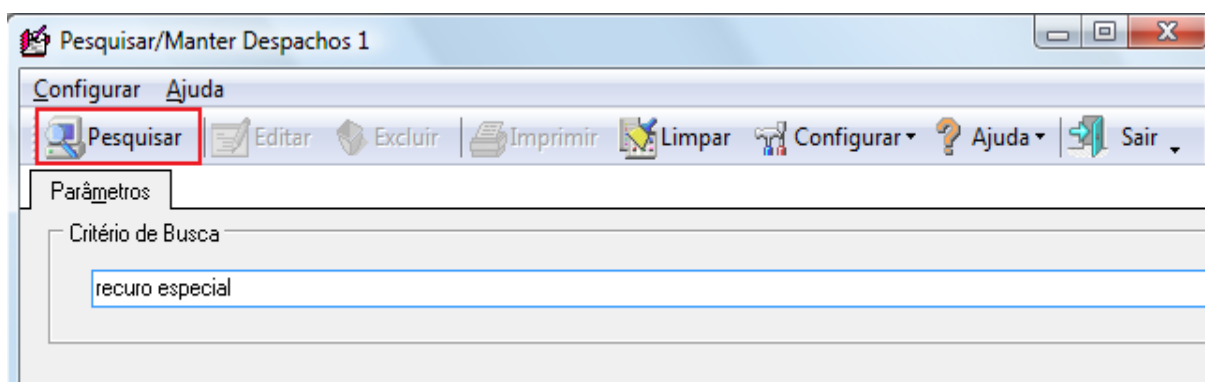 Pesquisar/Manter Despachos 1
Configurar Ajuda
Pesquisar Editar Excluir Imprimir Limpar Configurar Ajuda Sair
Parâmetros
Critério de Busca
recuro especial